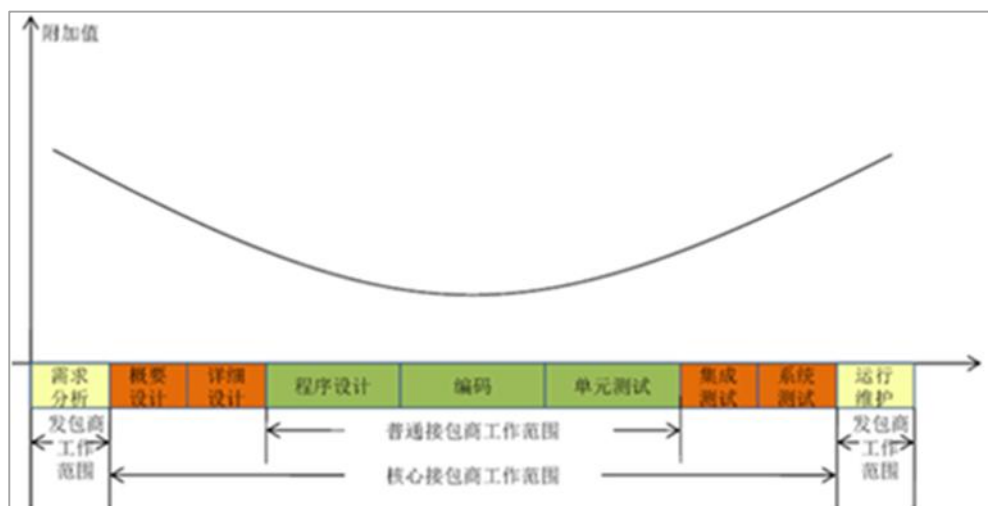 附加值
需求
分析
概要
设计
详细
设计
程序设计
编码
单元测试
集成
测试
系统
测试
运行
维护
发包商
工作
范围
普通接包商工作范围
核心接包商工作范围
发包商
工作
范围